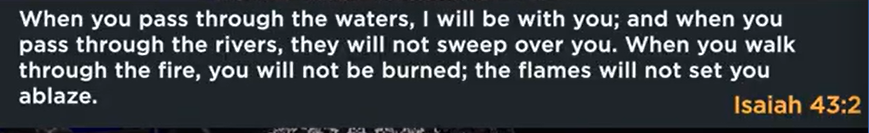 When you pass through the waters, I will be with you; and when you
pass through the rivers, they will not sweep over you. When you walk
through the fire, you will not be burned; the flames will not set you
ablaze.
Isaiah 43:2